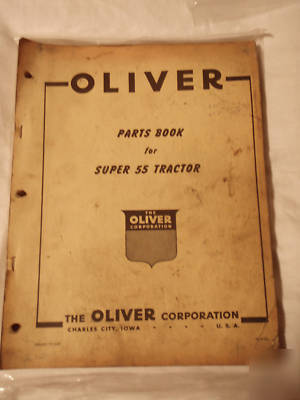 OLIVER
PARTS BOOK
for
SUPER 55 TRACTOR
THE
OLIVER
CORPORATION
THE OLIVER CORPORATION
CHARLES CITY, IOWA - - - - U. S. A.